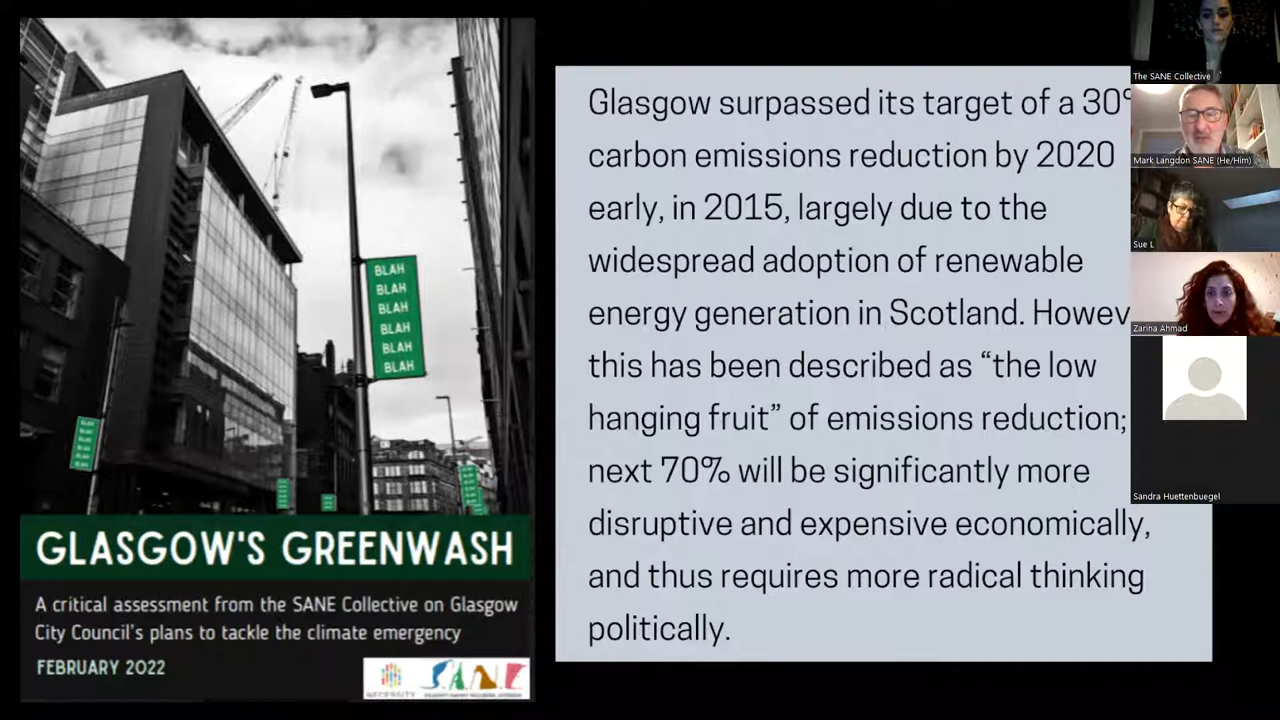 BLAH
BLAH
BLAH
BLAH
BLAH
BLAH
GLASGOW'S GREENWASH
A critical assessment from the SANE Collective on Glasgow
City Council's plans to tackle the climate emergency
FEBRUARY 2022
NECESSITY
SANE
Glasgow surpassed its target of a 30%
carbon emissions reduction by 2020
early, in 2015, largely due to the
widespread adoption of renewable
energy generation in Scotland. Howev
this has been described as “the low
hanging fruit” of emissions reduction;
next 70% will be significantly more
disruptive and expensive economically,
and thus requires more radical thinking
politically.
The SANE Collective
Mark Langdon SANE (He/Him)
Sue L
Zarina Ahmad
Sandra Huettenbuegel